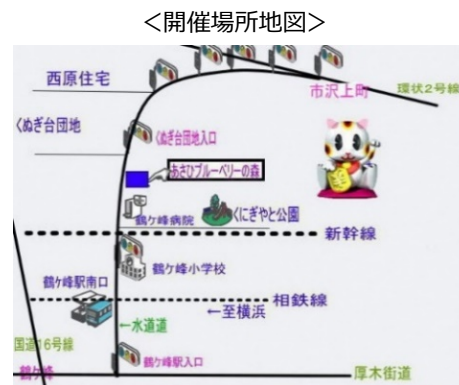 ＜開催場所地図＞
西原住宅
市沢上町
環状2号線
くぬぎ台団地
くぬぎ台団地入口
あさひブルーベリーの森
鶴ケ峰病院
くにぎやと公園
新幹線
鶴ケ峰小学校
鶴ケ峰駅南口
相鉄線
←至横浜
←水道道
国道16号線
鶴ケ峰
鶴ケ峰駅入口
厚木街道